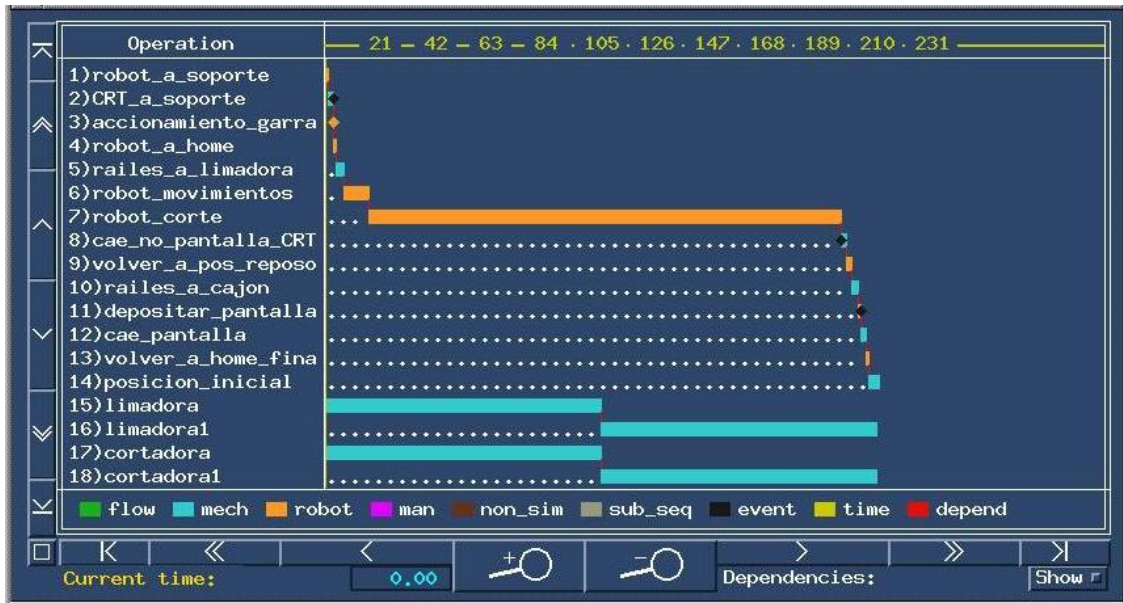 Operation 21 — 42 — 63 — 84 · 105 · 126 · 147 · 168 · 189 · 210 · 231
1)robot_a_soporte
2)CRT_a_soporte
3)accionamiento_garra
4)robot_a_home
5)railes_a_limadora
6)robot_movimientos
7)robot_corte
8)cae_no_pantalla_CRT
9)volver_a_pos_reposo
10)railes_a_cajon
11)depositar_pantalla
12)cae_pantalla
13)volver_a_home_fina
14)posicion_inicial
15)limadora
16)limadora1
17)cortadora
18)cortadora1
flow mech robot man non_sim sub_seq event time depend
Current time: 0.00 Dependencies: Show